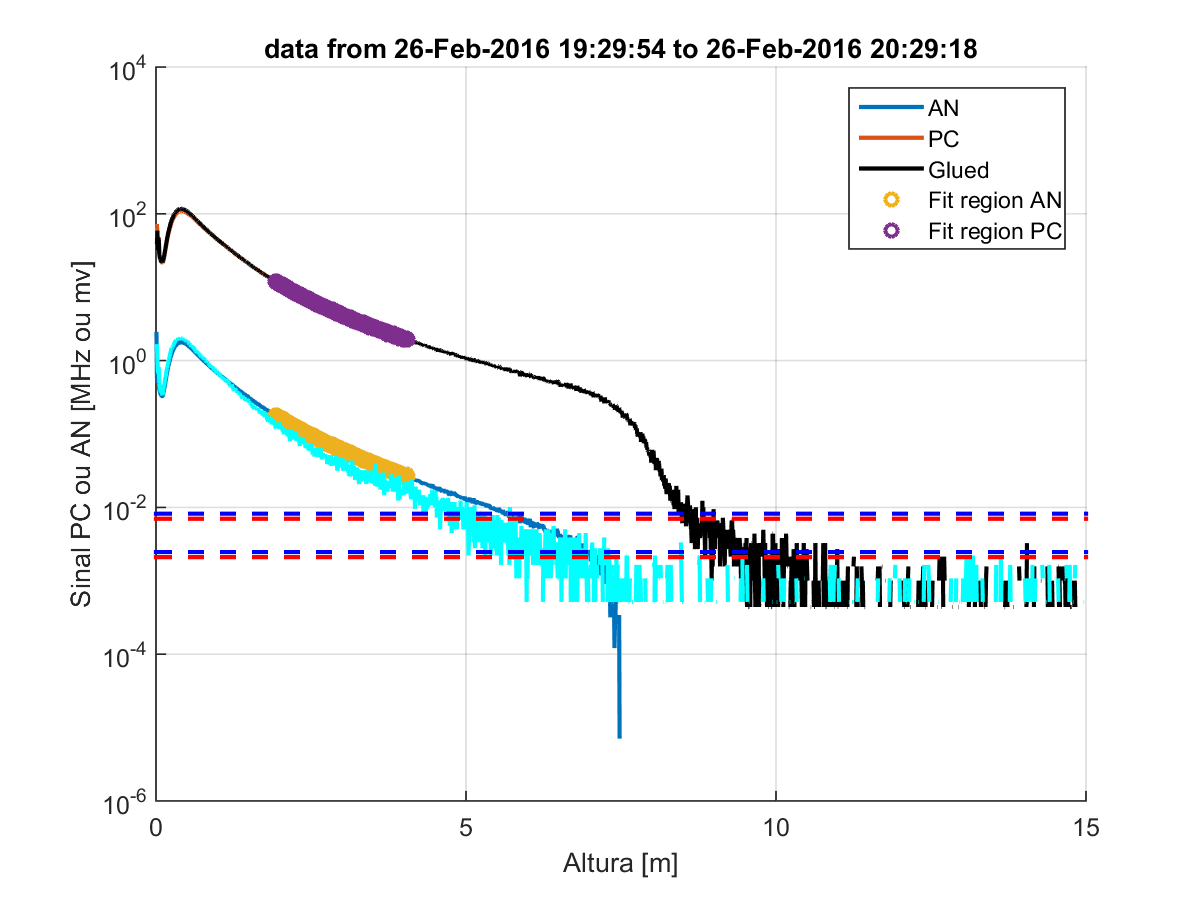 data from 26-Feb-2016 19:29:54 to 26-Feb-2016 20:29:18
Sinal PC ou AN [MHz ou mv]
10^4
10^2
10^0
10^-2
10^-4
10^-6
AN
PC
Glued
Fit region AN
Fit region PC
0 5 10 15
Altura [m]